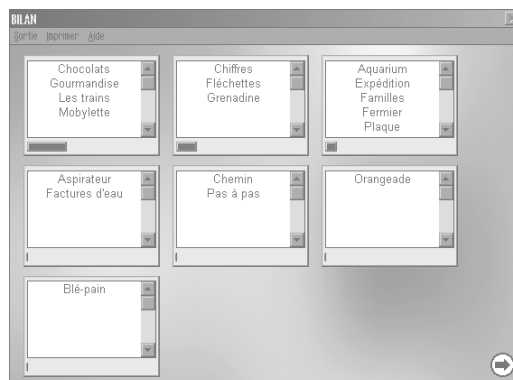 BILAN
Sortie Imprimer Aide
Chocolats
Gourmandise
Les trains
Mobylette
Chiffres
Fléchettes
Grenadine
Aquarium
Expédition
Familles
Fermier
Plaque
Aspirateur
Factures d'eau
Chemin
Pas à pas
Orangeade
Blé-pain